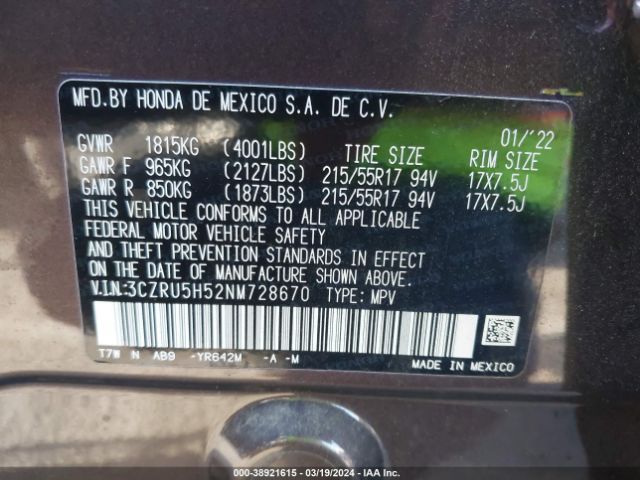 MFD.BY HONDA DE MEXICO S.A. DE C.V.
01/'22
GVWR 1815KG (4001LBS) TIRE SIZE RIM SIZE
GAWR F 965KG (2127LBS) 215/55R17 94V 17X7.5J
GAWR R 850KG (1873LBS) 215/55R17 94V 17X7.5J
THIS VEHICLE CONFORMS TO ALL APPLICABLE
FEDERAL MOTOR VEHICLE SAFETY
AND THEFT PREVENTION STANDARDS IN EFFECT
ON THE DATE OF MANUFACTURE SHOWN ABOVE.
V.I.N:3CZRU5H52NM728670 TYPE: MPV
T7W N AB9 -YR642M -A -M
MADE IN MEXICO
000-38921615 - 03/19/2024 - IAA Inc.